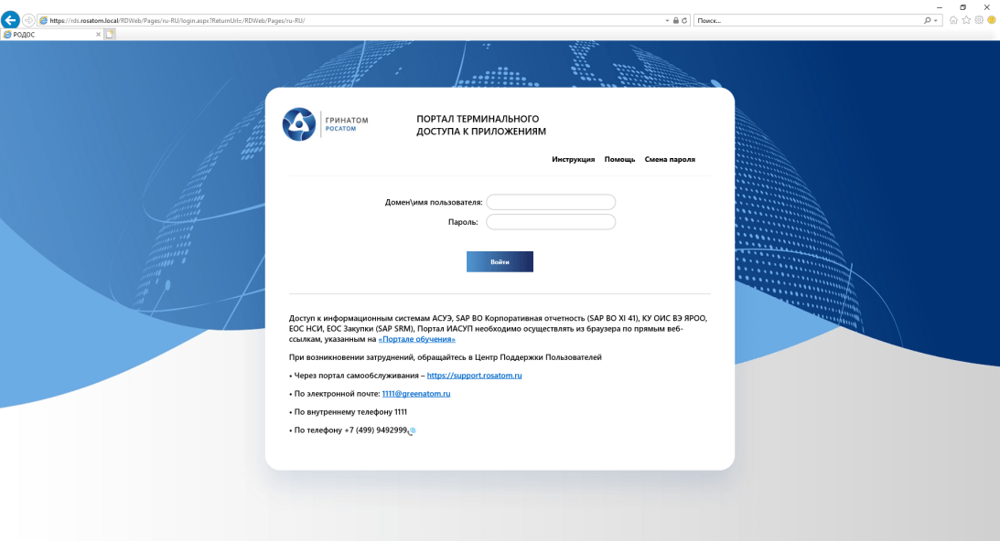 https://rds.rosatom.local/RDWeb/Pages/ru-RU/login.aspx?ReturnUrl=/RDWeb/Pages/ru-RU/
Поиск...
РОДОС
ГРИНАТОМ
РОСАТОМ
ПОРТАЛ ТЕРМИНАЛЬНОГО
ДОСТУПА К ПРИЛОЖЕНИЯМ
Инструкция Помощь Смена пароля
Домен\имя пользователя:
Пароль:
Войти
Доступ к информационным системам АСУЭ, SAP BO Корпоративная отчетность (SAP BO XI 41), КУ ОИС ВЭ ЯРОО,
ЕОС НСИ, ЕОС Закупки (SAP SRM), Портал ИАСУП необходимо осуществлять из браузера по прямым веб-
ссылкам, указанным на «Портале обучения»
При возникновении затруднений, обращайтесь в Центр Поддержки Пользователей
• Через портал самообслуживания – https://support.rosatom.ru
• По электронной почте: 1111@greenatom.ru
• По внутреннему телефону 1111
• По телефону +7 (499) 9492999